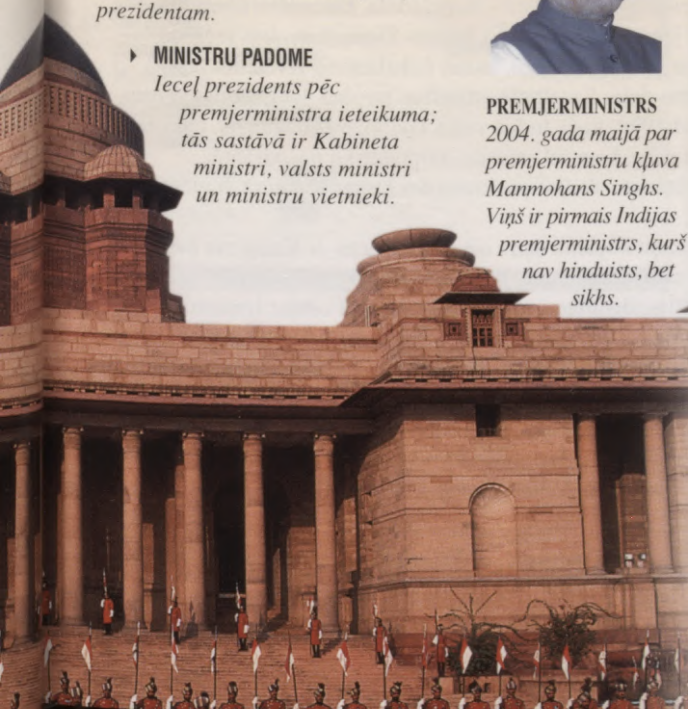 prezidentam.
▸ MINISTRU PADOME
Ieceļ prezidents pēc
premjerministra ieteikuma;
tās sastāvā ir Kabineta
ministri, valsts ministri
un ministru vietnieki.
PREMJERMINISTRS
2004. gada maijā par
premjerministru kļuva
Manmohans Singhs.
Viņš ir pirmais Indijas
premjerministrs, kurš
nav hinduists, bet
sikhs.